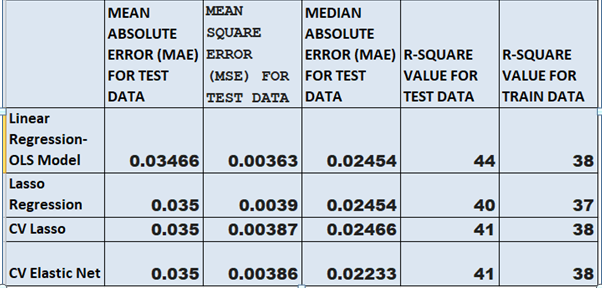 MEAN ABSOLUTE ERROR (MAE) FOR TEST DATA
MEAN SQUARE ERROR (MSE) FOR TEST DATA
MEDIAN ABSOLUTE ERROR (MAE) FOR TEST DATA
R-SQUARE VALUE FOR TEST DATA
R-SQUARE VALUE FOR TRAIN DATA
Linear Regression-OLS Model 0.03466 0.00363 0.02454 44 38
Lasso Regression 0.035 0.0039 0.02454 40 37
CV Lasso 0.035 0.00387 0.02466 41 38
CV Elastic Net 0.035 0.00386 0.02233 41 38